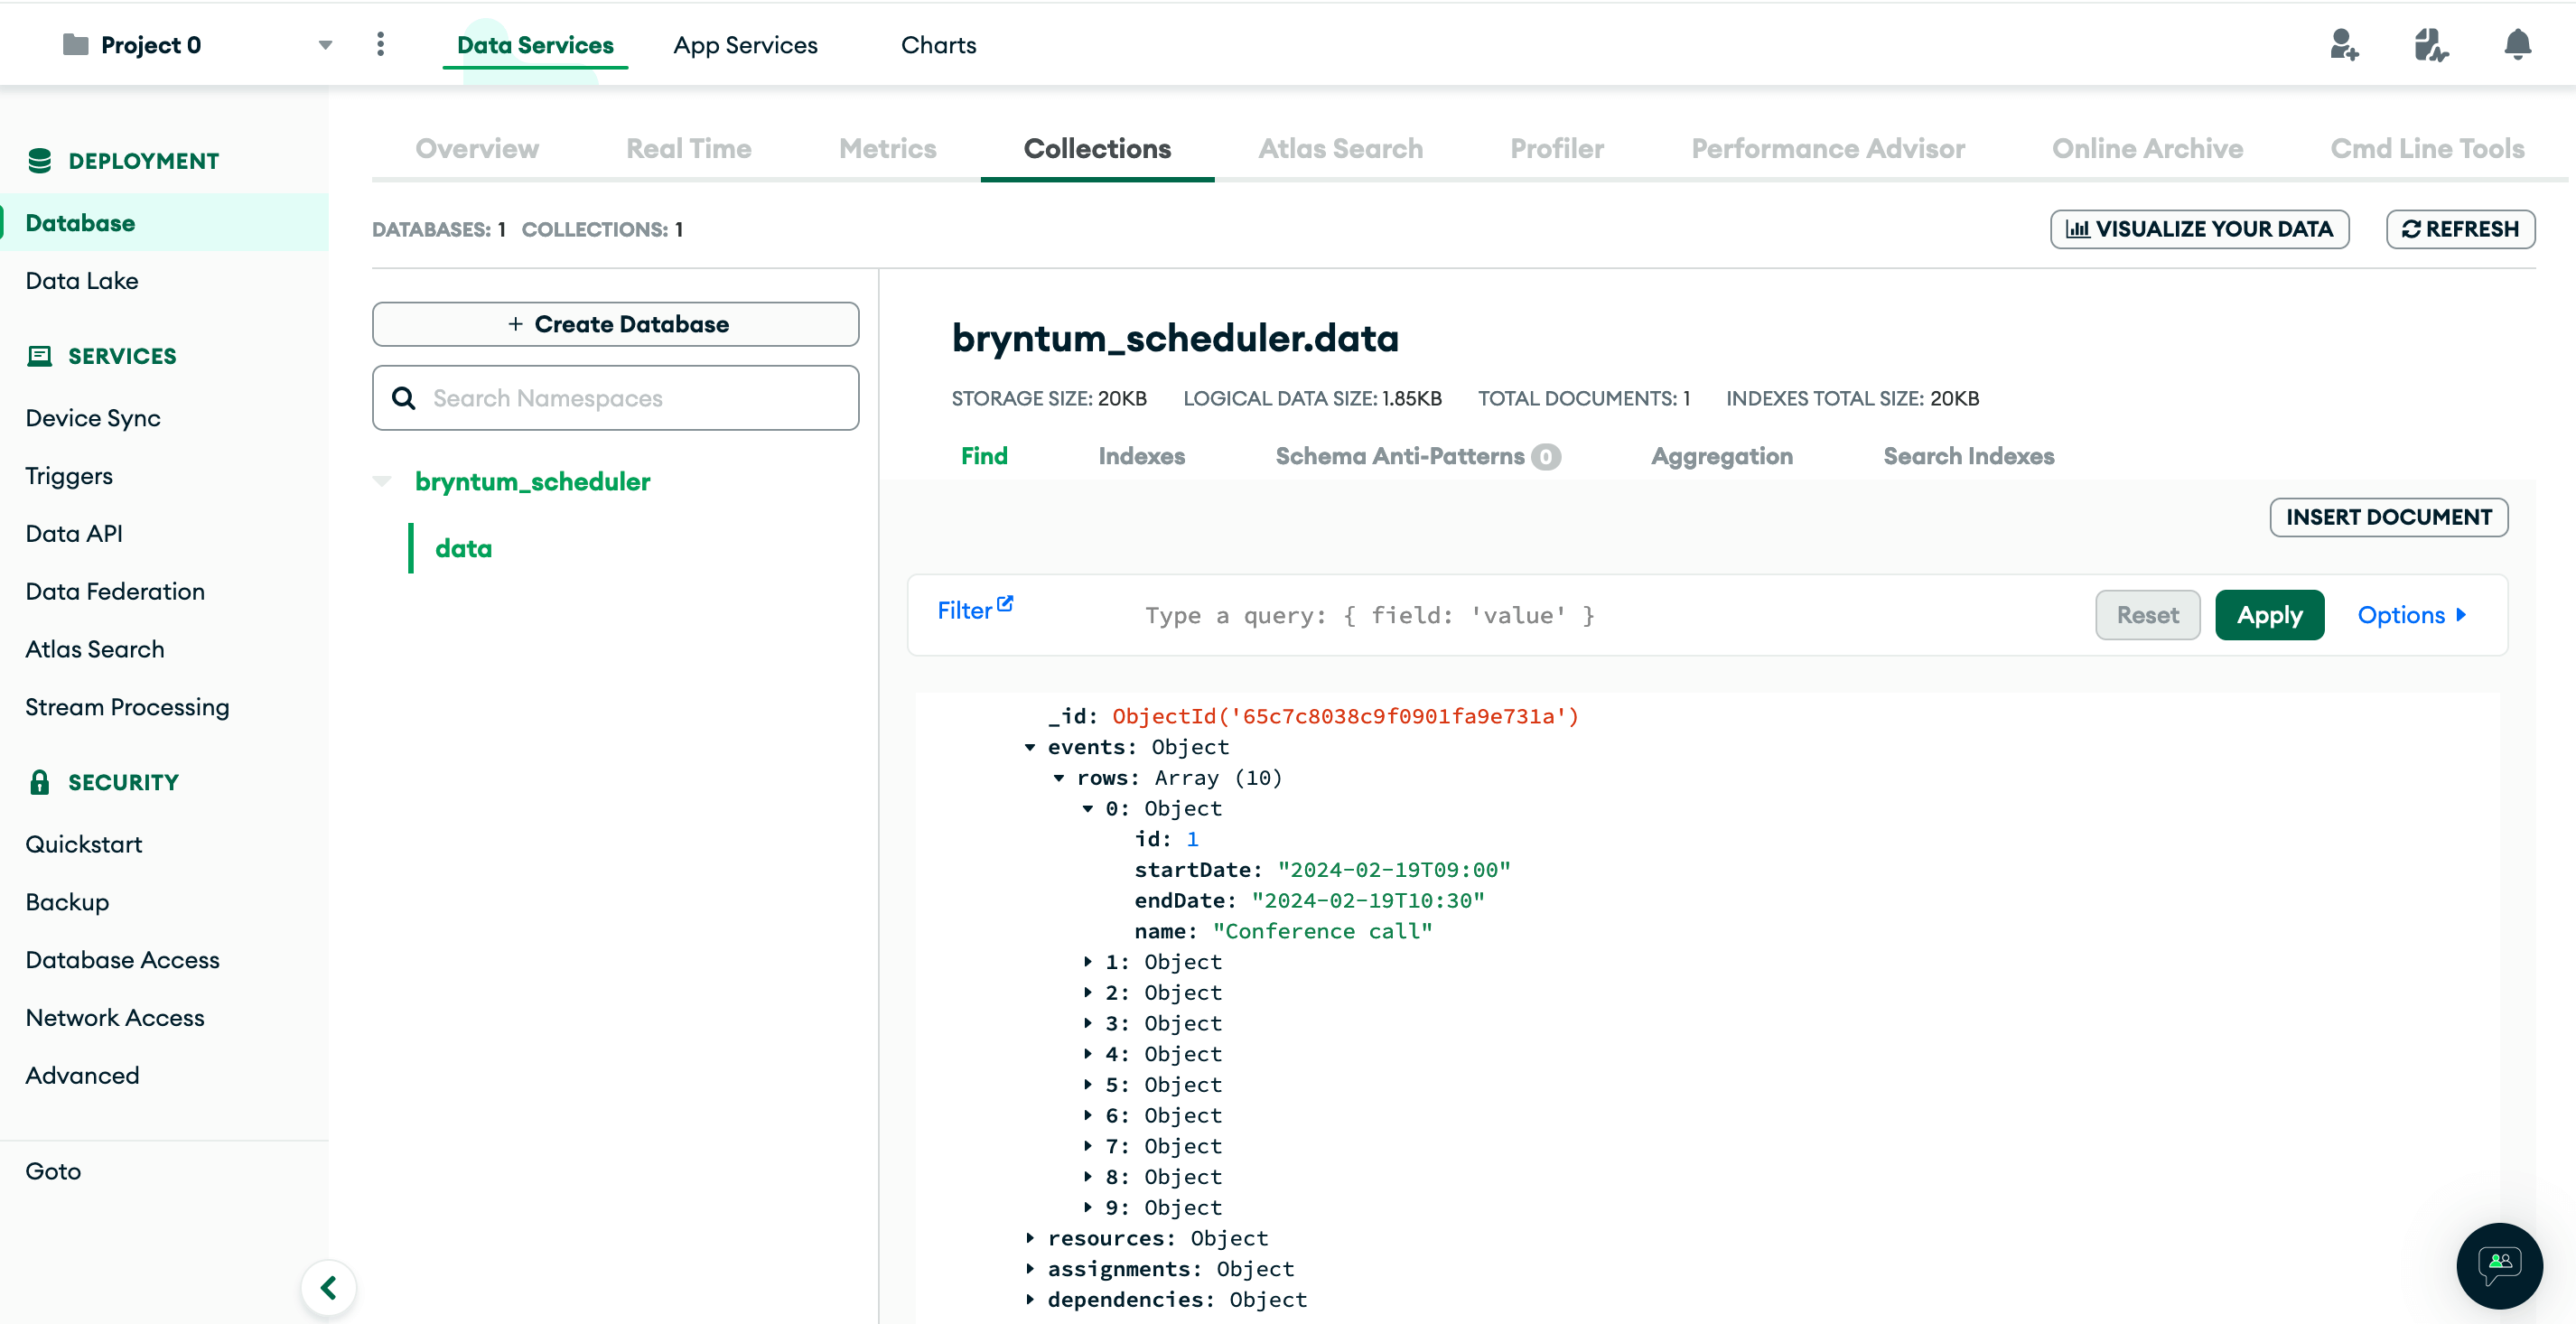 Project 0
Data Services App Services Charts
DEPLOYMENT
Database
Data Lake
SERVICES
Device Sync
Triggers
Data API
Data Federation
Atlas Search
Stream Processing
SECURITY
Quickstart
Backup
Database Access
Network Access
Advanced
Goto
Overview Real Time Metrics Collections Atlas Search Profiler Performance Advisor Online Archive Cmd Line Tools
DATABASES: 1 COLLECTIONS: 1
VISUALIZE YOUR DATA REFRESH
+ Create Database
Search Namespaces
bryntum_scheduler
data
bryntum_scheduler.data
STORAGE SIZE: 20KB LOGICAL DATA SIZE: 1.85KB TOTAL DOCUMENTS: 1 INDEXES TOTAL SIZE: 20KB
Find Indexes Schema Anti-Patterns 0 Aggregation Search Indexes
INSERT DOCUMENT
Filter Type a query: { field: 'value' } Reset Apply Options
_id: ObjectId('65c7c8038c9f0901fa9e731a')
events: Object
rows: Array (10)
0: Object
id: 1
startDate: "2024-02-19T09:00"
endDate: "2024-02-19T10:30"
name: "Conference call"
1: Object
2: Object
3: Object
4: Object
5: Object
6: Object
7: Object
8: Object
9: Object
resources: Object
assignments: Object
dependencies: Object